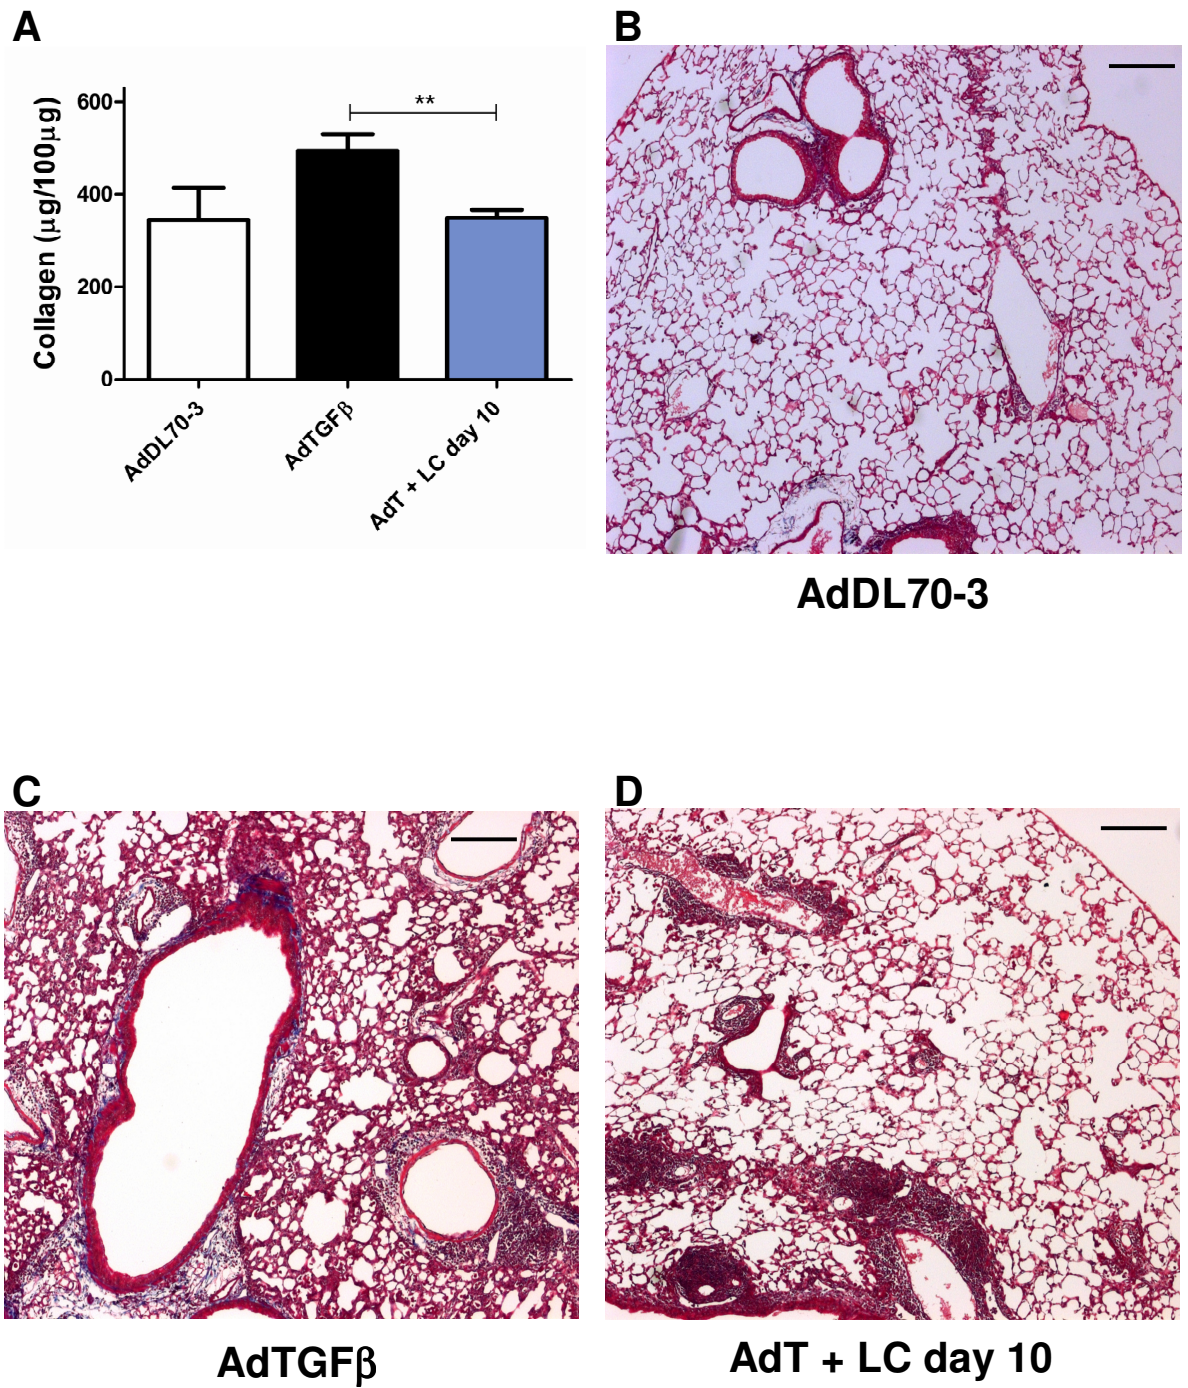 A
B
600
400
200
0
**
Collagen (µg/100µg)
AdDL70-3
AdTGFβ
AdT + LC day 10
AdDL70-3
C
D
AdTGFβ
AdT + LC day 10